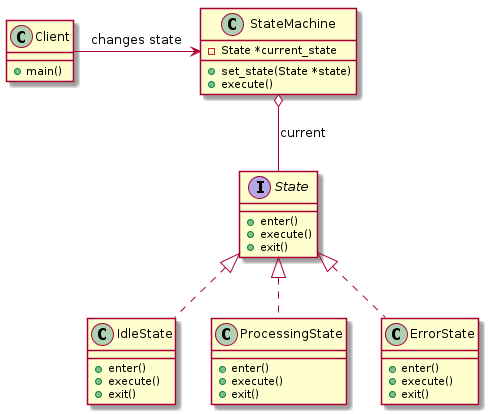 C Client
main()
changes state
C StateMachine
State *current_state
set_state(State *state)
execute()
current
I State
enter()
execute()
exit()
C IdleState
enter()
execute()
exit()
C ProcessingState
enter()
execute()
exit()
C ErrorState
enter()
execute()
exit()